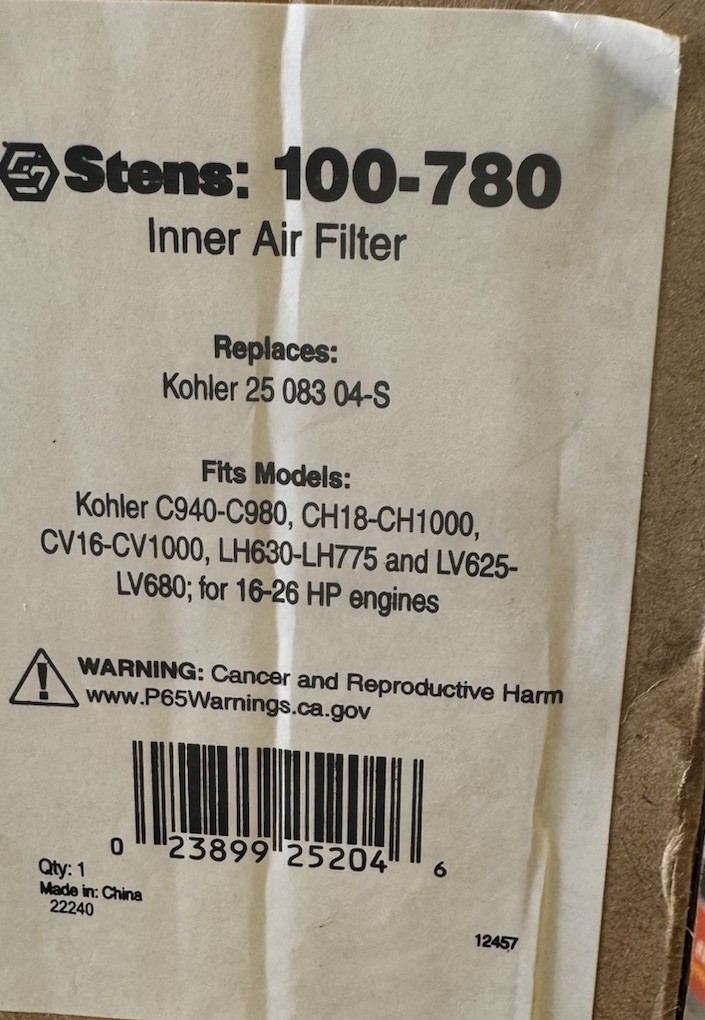 Stens: 100-780
Inner Air Filter
Replaces:
Kohler 25 083 04-S
Fits Models:
Kohler C940-C980, CH18-CH1000,
CV16-CV1000, LH630-LH775 and LV625-
LV680; for 16-26 HP engines
WARNING: Cancer and Reproductive Harm
www.P65Warnings.ca.gov
0 23899 25204 6
Qty: 1
Made in: China
22240
12457